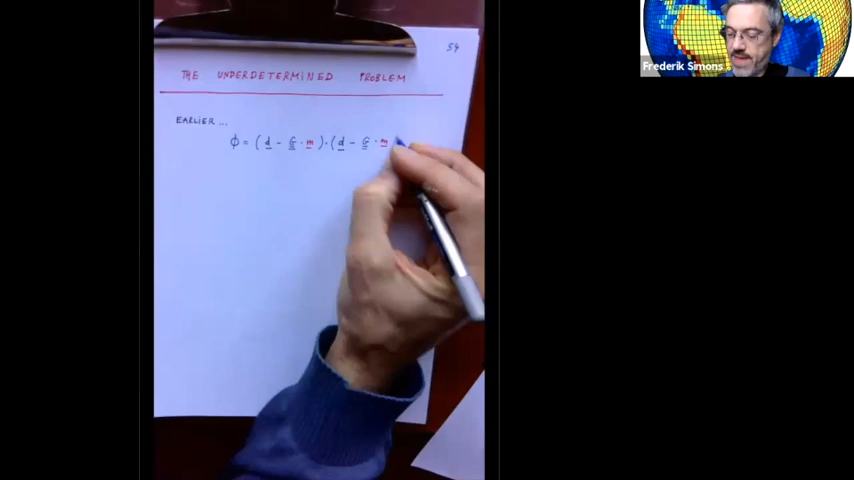 54
THE UNDERDETERMINED PROBLEM
EARLIER ...
ϕ = ( d - G · m ) · ( d - G · m
Frederik Simons